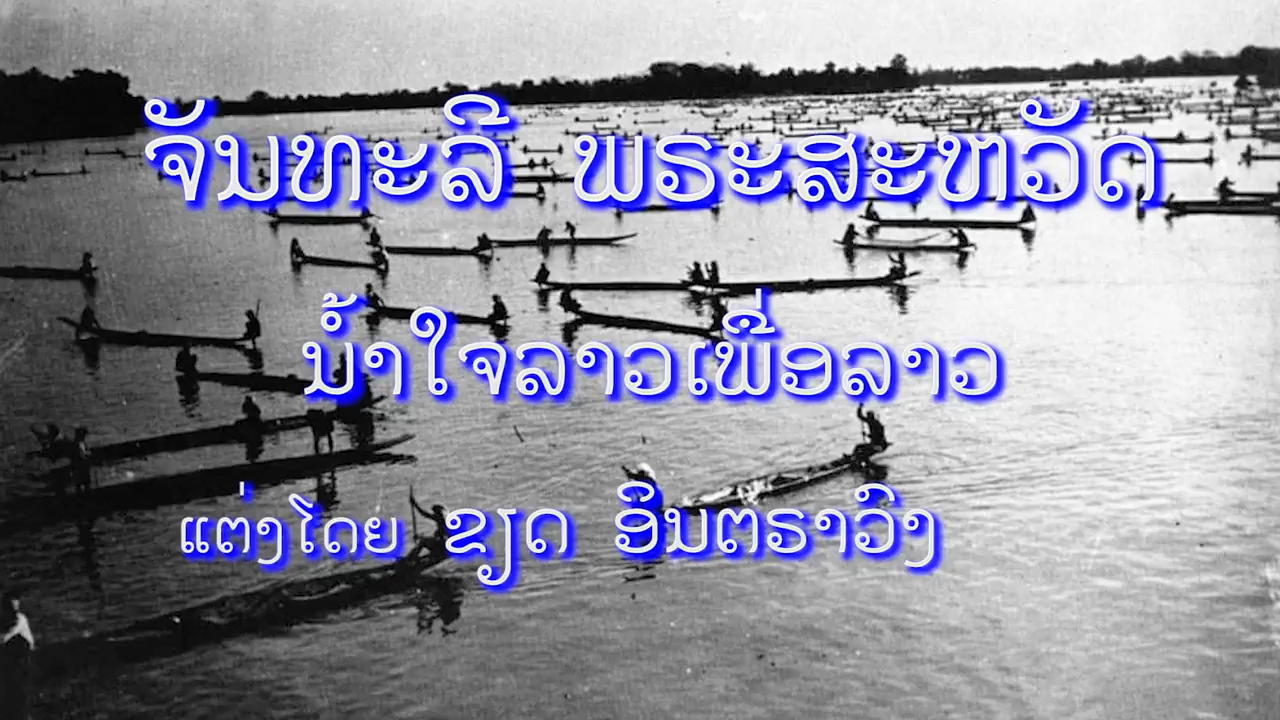 ຈັນທະລີ ພຣະສະຫວັດ
ນ້ຳໃຈລາວເພື່ອລາວ
ແຕ່ງໂດຍ ຂຽດ ອິນຕຣາວົງ